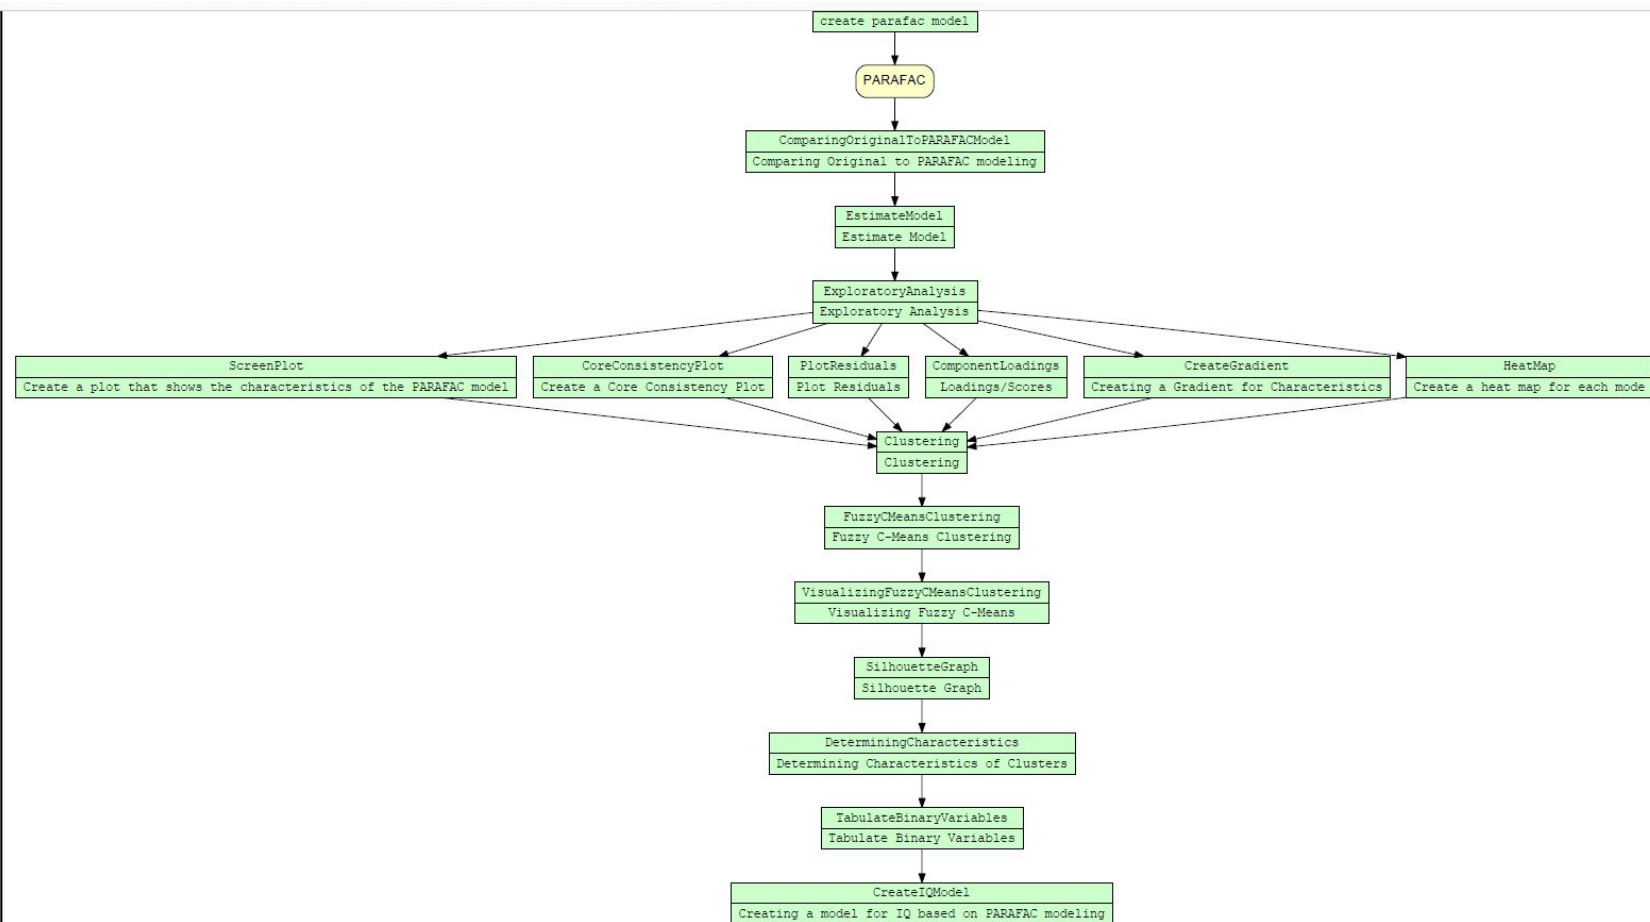 create parafac model
PARAFAC
ComparingOriginalToPARAFACModel
Comparing Original to PARAFAC modeling
EstimateModel
Estimate Model
ExploratoryAnalysis
Exploratory Analysis
ScreenPlot
Create a plot that shows the characteristics of the PARAFAC model
CoreConsistencyPlot
Create a Core Consistency Plot
PlotResiduals
Plot Residuals
ComponentLoadings
Loadings/Scores
CreateGradient
Creating a Gradient for Characteristics
HeatMap
Create a heat map for each mode
Clustering
Clustering
FuzzyCMeansClustering
Fuzzy C-Means Clustering
VisualizingFuzzyCMeansClustering
Visualizing Fuzzy C-Means
SilhouetteGraph
Silhouette Graph
DeterminingCharacteristics
Determining Characteristics of Clusters
TabulateBinaryVariables
Tabulate Binary Variables
CreateIQModel
Creating a model for IQ based on PARAFAC modeling